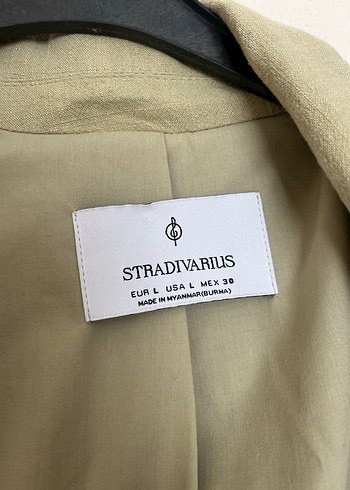 STRADIVARIUS
EUR L USA L MEX 30
MADE IN MYANMAR(BURMA)